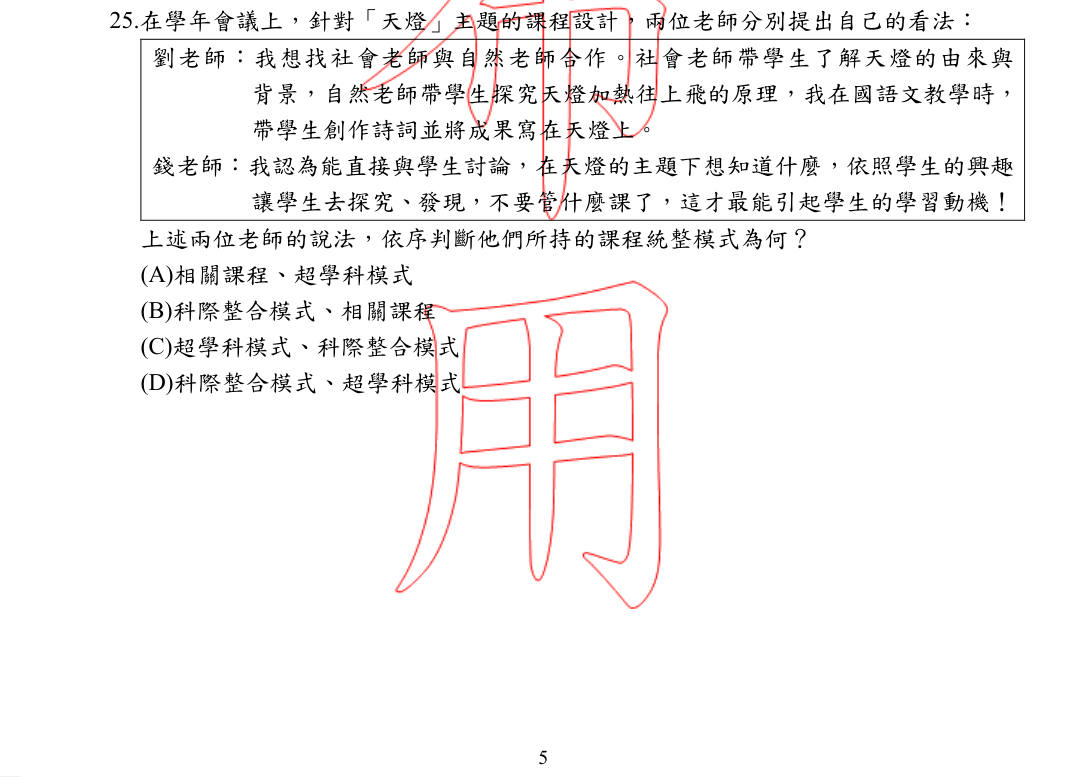 25.在學年會議上，針對「天燈」主題的課程設計，兩位老師分別提出自己的看法：
劉老師：我想找社會老師與自然老師合作。社會老師帶學生了解天燈的由來與
背景，自然老師帶學生探究天燈加熱往上飛的原理，我在國語文教學時，
帶學生創作詩詞並將成果寫在天燈上。
錢老師：我認為能直接與學生討論，在天燈的主題下想知道什麼，依照學生的興趣
讓學生去探究、發現，不要管什麼課了，這才最能引起學生的學習動機！
上述兩位老師的說法，依序判斷他們所持的課程統整模式為何？
(A)相關課程、超學科模式
(B)科際整合模式、相關課程
(C)超學科模式、科際整合模式
(D)科際整合模式、超學科模式
用
5